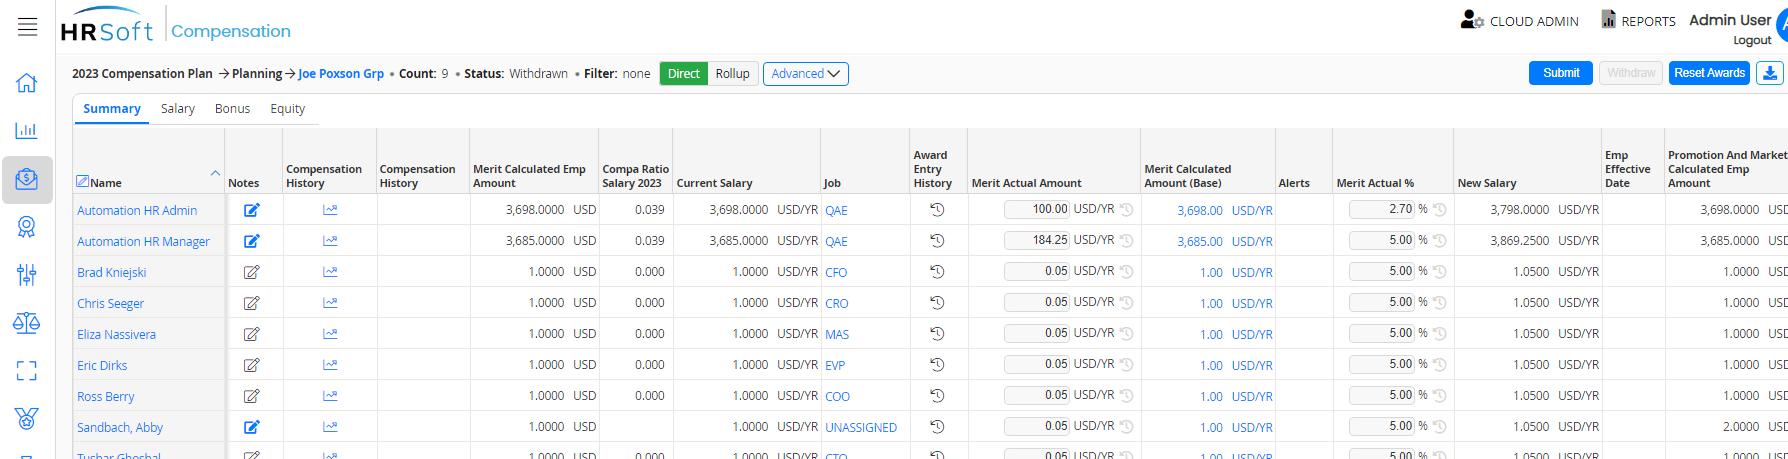 HRSoft Compensation CLOUD ADMIN REPORTS Admin User
Logout
2023 Compensation Plan → Planning → Joe Poxson Grp • Count: 9 • Status: Withdrawn • Filter: none Direct Rollup Advanced Submit Withdraw Reset Awards
Summary Salary Bonus Equity
Name Notes Compensation History Compensation History Merit Calculated Emp Amount Compa Ratio Salary 2023 Current Salary Job Award Entry History Merit Actual Amount Merit Calculated Amount (Base) Alerts Merit Actual % New Salary Emp Effective Date Promotion And Market Calculated Emp Amount
Automation HR Admin 3,698.0000 USD 0.039 3,698.0000 USD/YR QAE 100.00 USD/YR 3,698.00 USD/YR 2.70 % 3,798.0000 USD/YR 3,698.0000
Automation HR Manager 3,685.0000 USD 0.039 3,685.0000 USD/YR QAE 184.25 USD/YR 3,685.00 USD/YR 5.00 % 3,869.2500 USD/YR 3,685.0000
Brad Kniejski 1.0000 USD 0.000 1.0000 USD/YR CFO 0.05 USD/YR 1.00 USD/YR 5.00 % 1.0500 USD/YR 1.0000
Chris Seeger 1.0000 USD 0.000 1.0000 USD/YR CRO 0.05 USD/YR 1.00 USD/YR 5.00 % 1.0500 USD/YR 1.0000
Eliza Nassivera 1.0000 USD 0.000 1.0000 USD/YR MAS 0.05 USD/YR 1.00 USD/YR 5.00 % 1.0500 USD/YR 1.0000
Eric Dirks 1.0000 USD 0.000 1.0000 USD/YR EVP 0.05 USD/YR 1.00 USD/YR 5.00 % 1.0500 USD/YR 1.0000
Ross Berry 1.0000 USD 0.000 1.0000 USD/YR COO 0.05 USD/YR 1.00 USD/YR 5.00 % 1.0500 USD/YR 1.0000
Sandbach, Abby 1.0000 USD 1.0000 USD/YR UNASSIGNED 0.05 USD/YR 1.00 USD/YR 5.00 % 1.0500 USD/YR 2.0000
Tushar Ghoshal 1.0000 USD 0.000 1.0000 USD/YR CTO 0.05 USD/YR 1.00 USD/YR 5.00 % 1.0500 USD/YR 1.0000